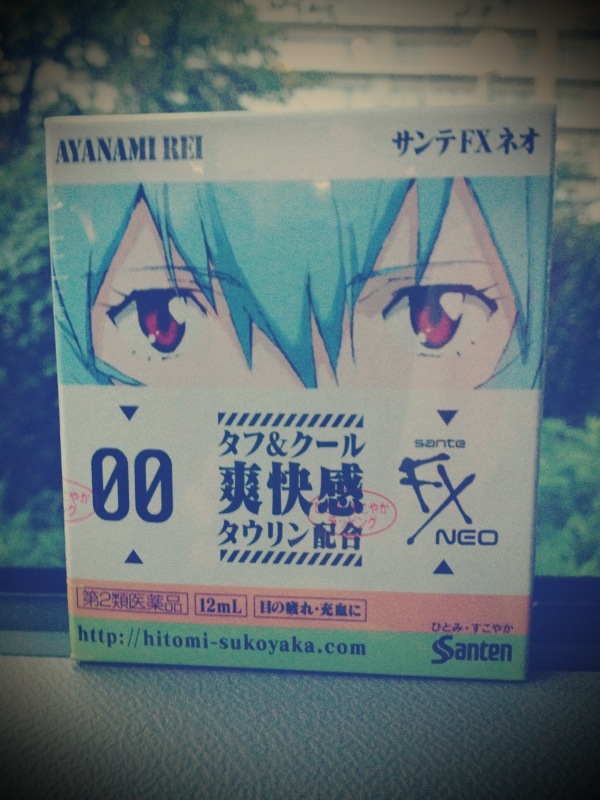 AYANAMI REI
サンテFXネオ
00
タフ&クール
爽快感
タウリン配合
sante
FX
NEO
第2類医薬品
12mL
目の疲れ・充血に
http://hitomi-sukoyaka.com
ひとみ・すこやか
Santen